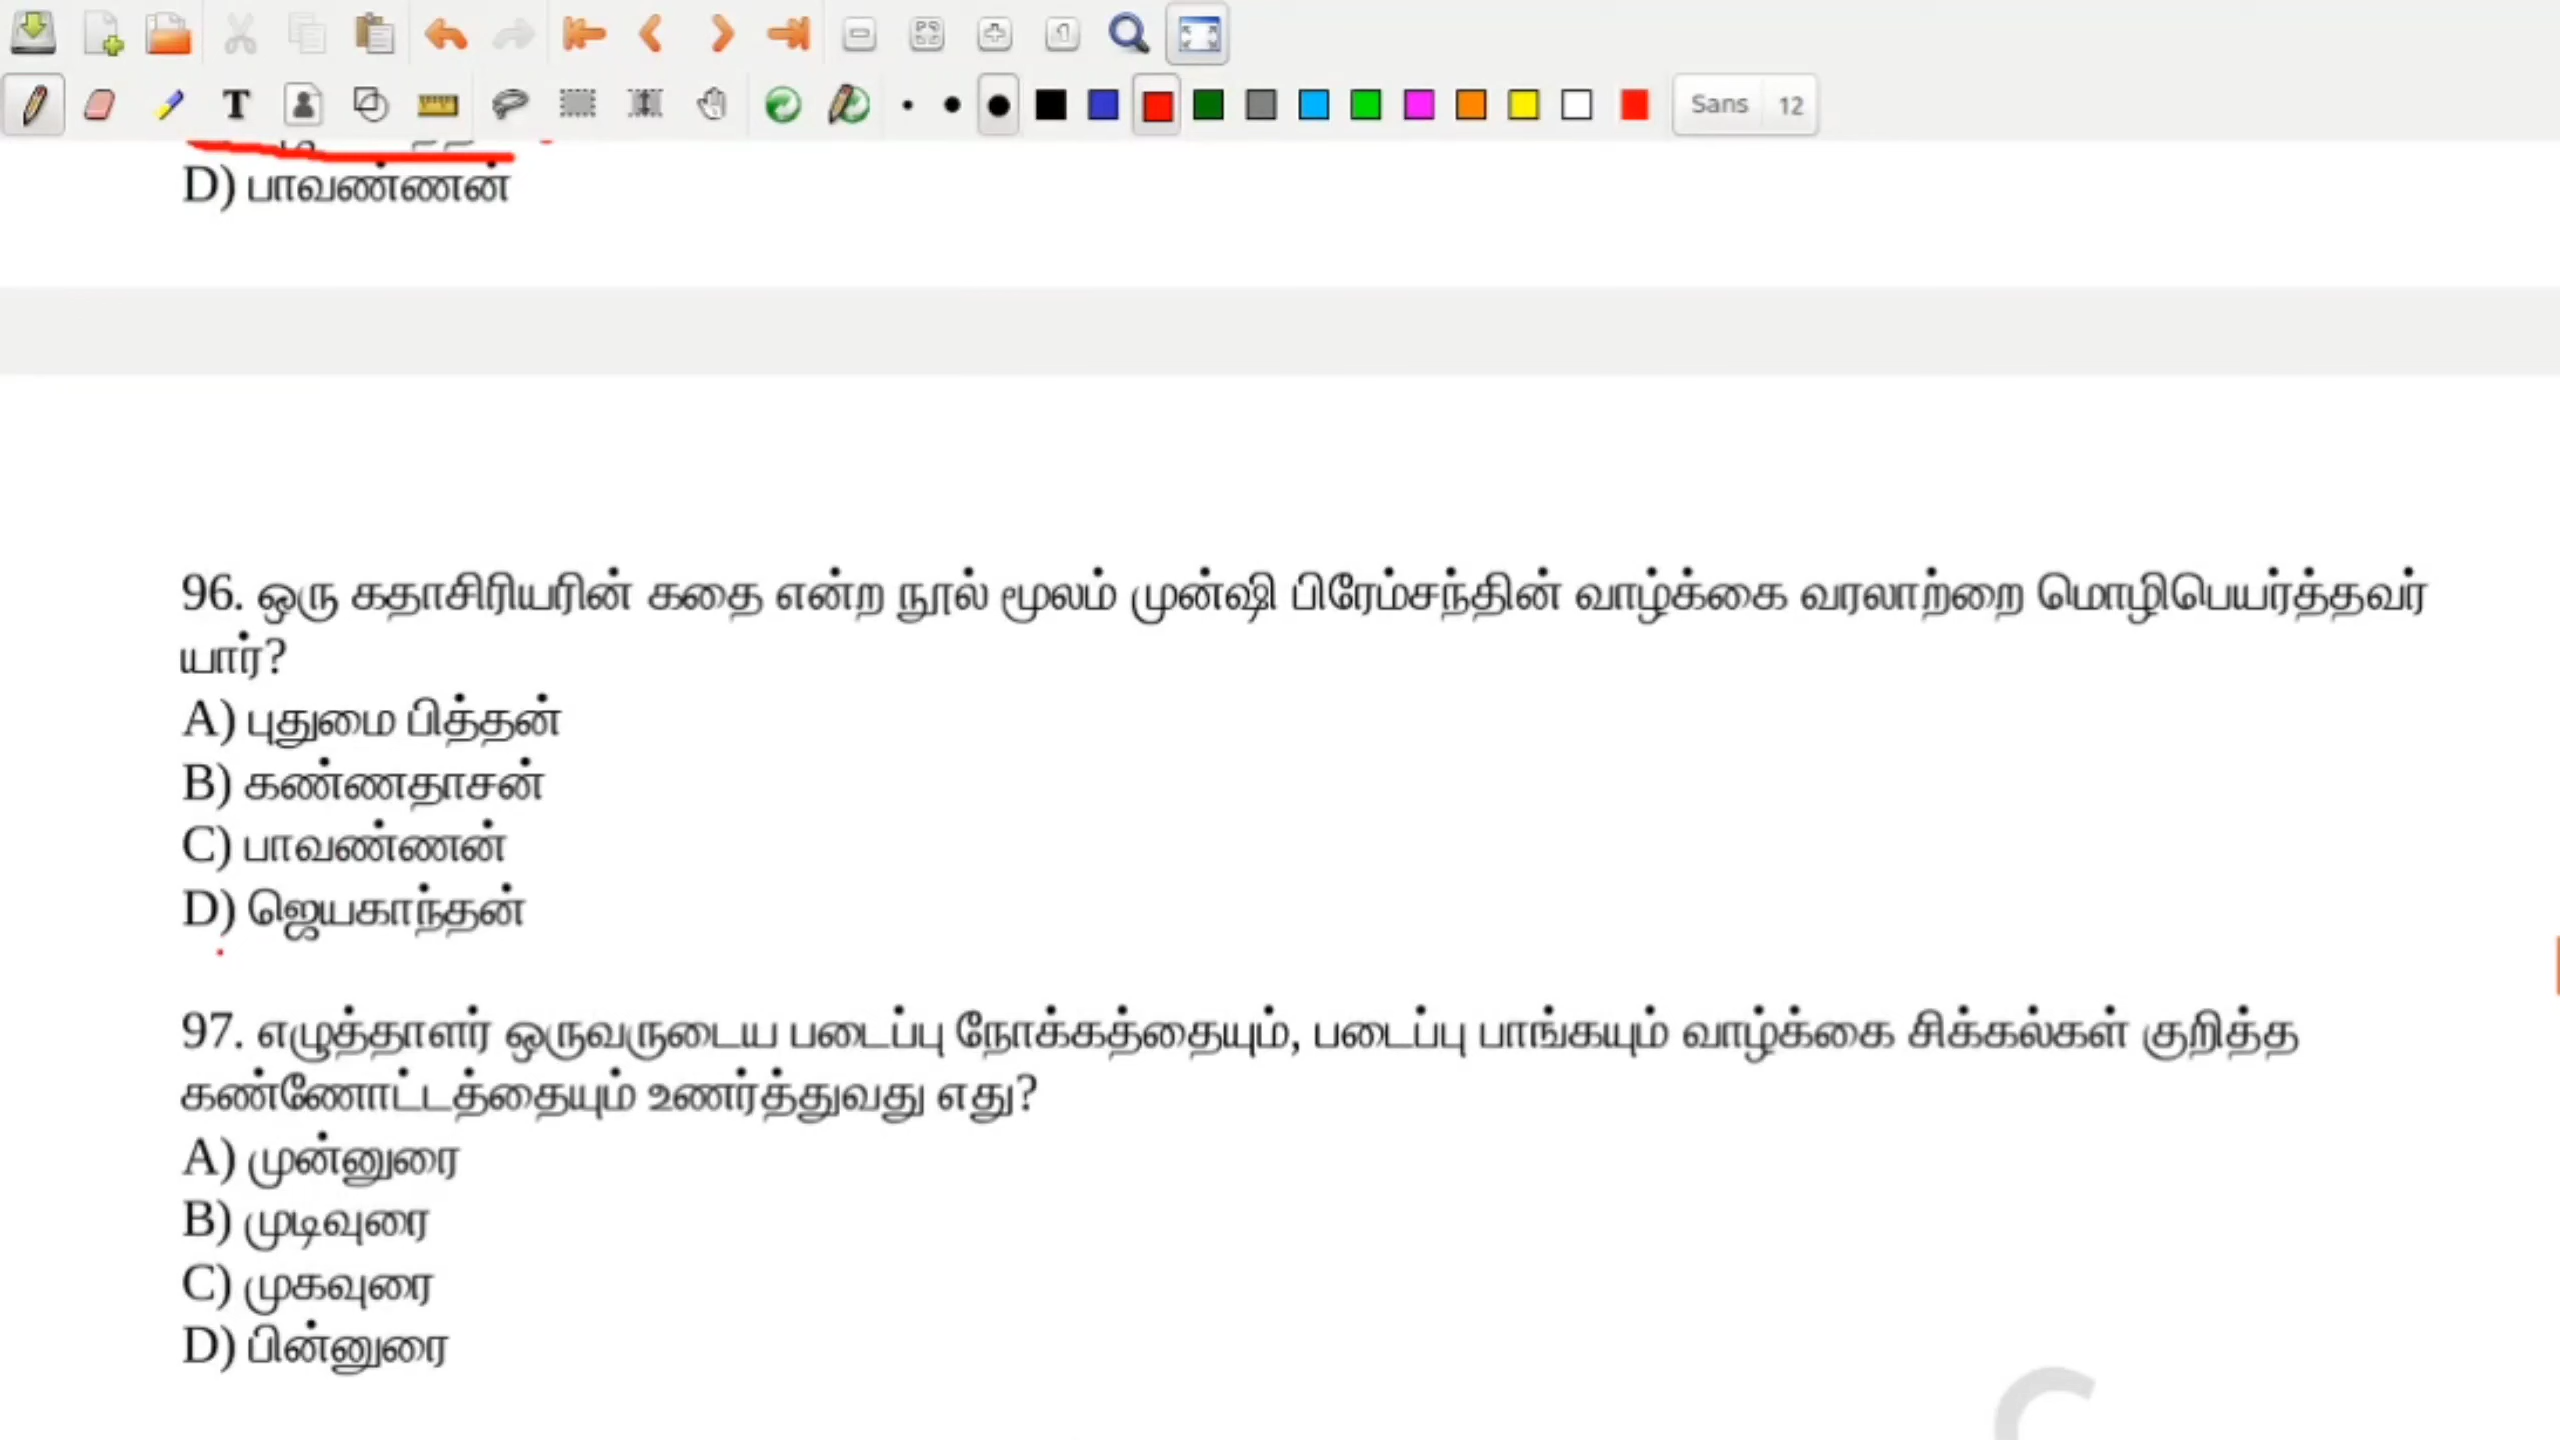 Sans 12
D) பாவண்ணன்
96. ஒரு கதாசிரியரின் கதை என்ற நூல் மூலம் முன்ஷி பிரேம்சந்தின் வாழ்க்கை வரலாற்றை மொழிபெயர்த்தவர்
யார்?
A) புதுமை பித்தன்
B) கண்ணதாசன்
C) பாவண்ணன்
D) ஜெயகாந்தன்
97. எழுத்தாளர் ஒருவருடைய படைப்பு நோக்கத்தையும், படைப்பு பாங்கயும் வாழ்க்கை சிக்கல்கள் குறித்த
கண்ணோட்டத்தையும் உணர்த்துவது எது?
A) முன்னுரை
B) முடிவுரை
C) முகவுரை
D) பின்னுரை